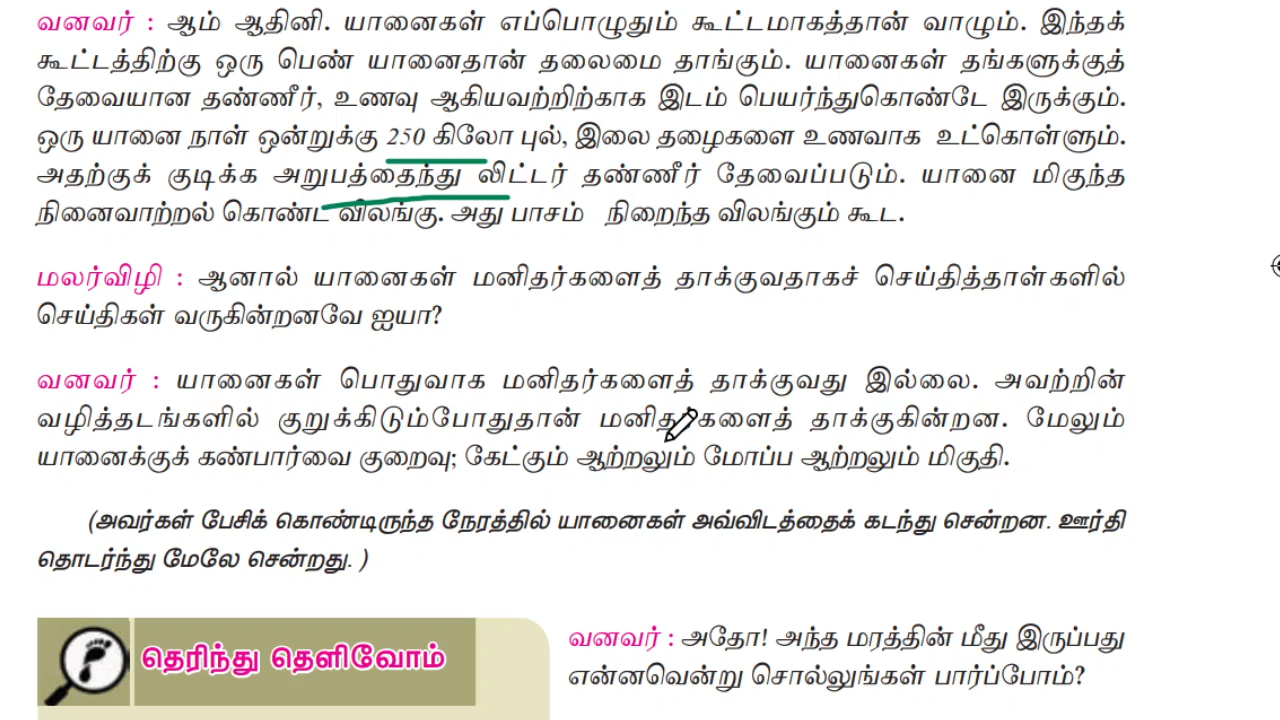 வனவர் : ஆம் ஆதினி. யானைகள் எப்பொழுதும் கூட்டமாகத்தான் வாழும். இந்தக்
கூட்டத்திற்கு ஒரு பெண் யானைதான் தலைமை தாங்கும். யானைகள் தங்களுக்குத்
தேவையான தண்ணீர், உணவு ஆகியவற்றிற்காக இடம் பெயர்ந்துகொண்டே இருக்கும்.
ஒரு யானை நாள் ஒன்றுக்கு 250 கிலோ புல், இலை தழைகளை உணவாக உட்கொள்ளும்.
அதற்குக் குடிக்க அறுபத்தைந்து லிட்டர் தண்ணீர் தேவைப்படும். யானை மிகுந்த
நினைவாற்றல் கொண்ட விலங்கு. அது பாசம் நிறைந்த விலங்கும் கூட.
மலர்விழி : ஆனால் யானைகள் மனிதர்களைத் தாக்குவதாகச் செய்தித்தாள்களில்
செய்திகள் வருகின்றனவே ஐயா?
வனவர் : யானைகள் பொதுவாக மனிதர்களைத் தாக்குவது இல்லை. அவற்றின்
வழித்தடங்களில் குறுக்கிடும்போதுதான் மனிதர்களைத் தாக்குகின்றன. மேலும்
யானைக்குக் கண்பார்வை குறைவு; கேட்கும் ஆற்றலும் மோப்ப ஆற்றலும் மிகுதி.
(அவர்கள் பேசிக் கொண்டிருந்த நேரத்தில் யானைகள் அவ்விடத்தைக் கடந்து சென்றன. ஊர்தி
தொடர்ந்து மேலே சென்றது. )
தெரிந்து தெளிவோம்
வனவர் : அதோ! அந்த மரத்தின் மீது இருப்பது
என்னவென்று சொல்லுங்கள் பார்ப்போம்?